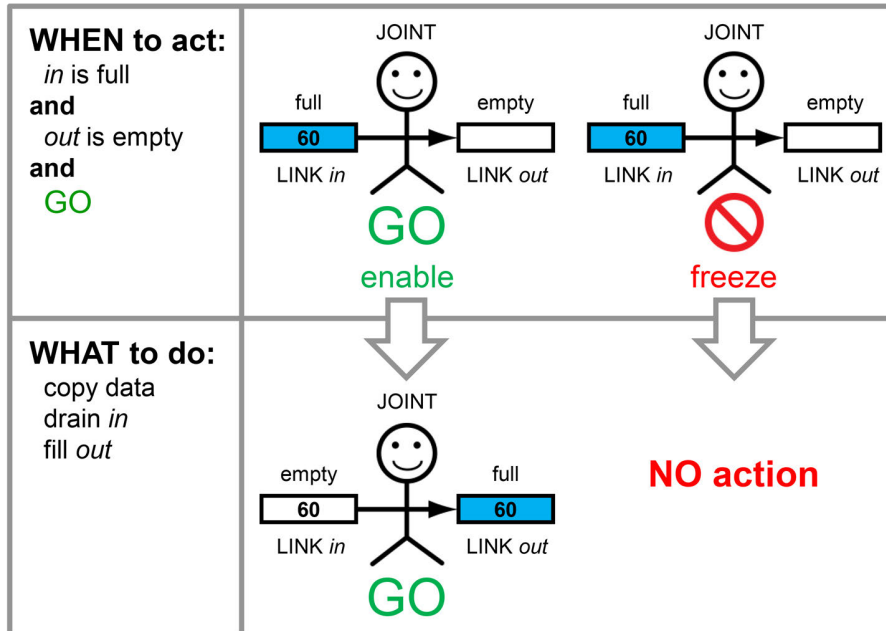 WHEN to act:
in is full
and
out is empty
and
GO
JOINT
full
empty
60
LINK in
LINK out
GO
enable
JOINT
full
empty
60
LINK in
LINK out
freeze
WHAT to do:
copy data
drain in
fill out
JOINT
empty
full
60
60
LINK in
LINK out
GO
NO action